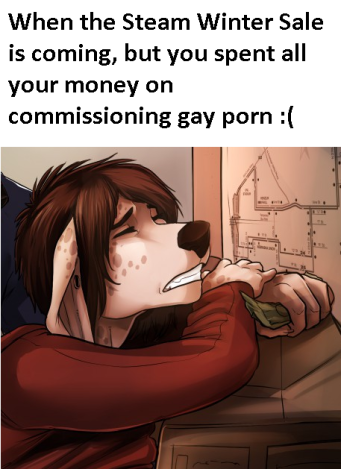 When the Steam Winter Sale
is coming, but you spent all
your money on
commissioning gay porn :(